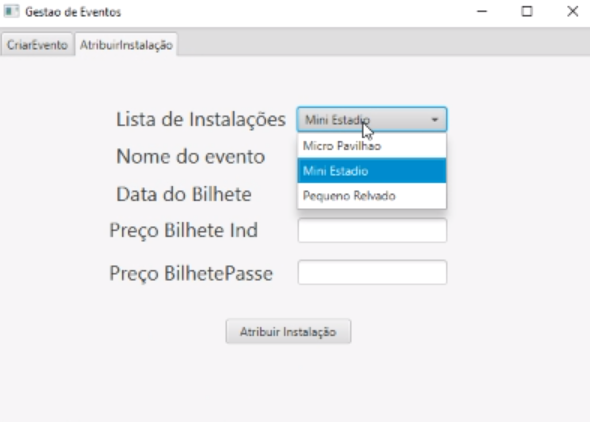 Gestao de Eventos
CriarEvento AtribuirInstalação
Lista de Instalações Mini Estadio
Micro Pavilhao
Nome do evento
Mini Estadio
Data do Bilhete
Pequeno Relvado
Preço Bilhete Ind
Preço BilhetePasse
Atribuir Instalação